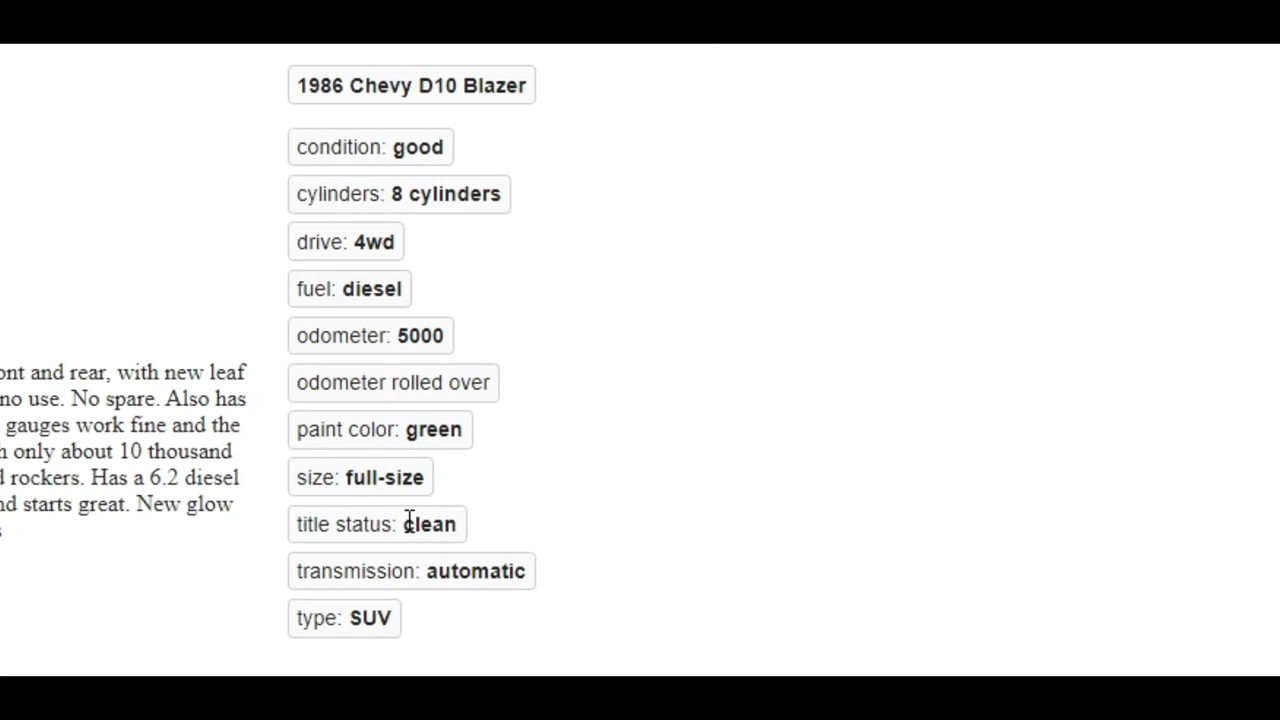 1986 Chevy D10 Blazer
condition: good
cylinders: 8 cylinders
drive: 4wd
fuel: diesel
odometer: 5000
odometer rolled over
paint color: green
size: full-size
title status: clean
transmission: automatic
type: SUV
ont and rear, with new leaf
no use. No spare. Also has
gauges work fine and the
h only about 10 thousand
d rockers. Has a 6.2 diesel
nd starts great. New glow
s